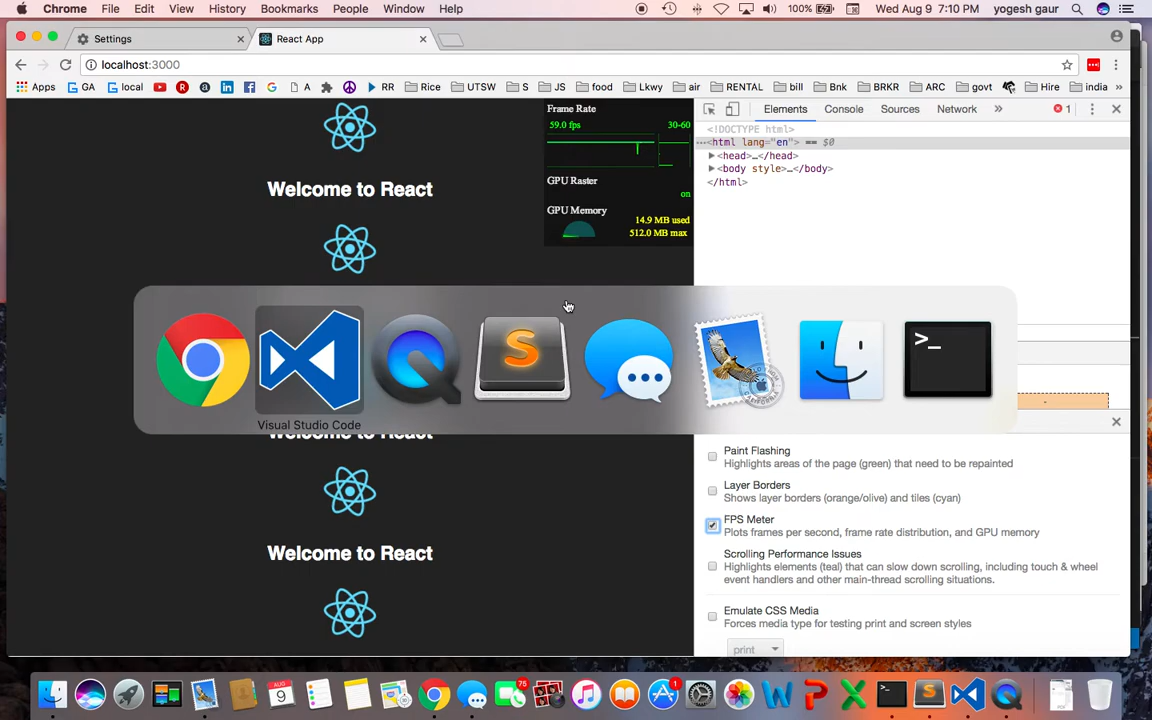 Chrome File Edit View History Bookmarks People Window Help 100% Wed Aug 9 7:10 PM yogesh gaur
Settings React App
localhost:3000
Apps GA local A RR Rice UTSW S JS food Lkwy air RENTAL bill Bnk BRKR ARC govt Hire india »
Frame Rate
59.0 fps 30-60
GPU Raster
on
GPU Memory
14.9 MB used
512.0 MB max
Welcome to React
Elements Console Sources Network » 1
<!DOCTYPE html>
…<html lang="en"> == $0
<head>…</head>
<body style>…</body>
</html>
Visual Studio Code
Welcome to React
Welcome to React
Paint Flashing
Highlights areas of the page (green) that need to be repainted
Layer Borders
Shows layer borders (orange/olive) and tiles (cyan)
FPS Meter
Plots frames per second, frame rate distribution, and GPU memory
Scrolling Performance Issues
Highlights elements (teal) that can slow down scrolling, including touch & wheel
event handlers and other main-thread scrolling situations.
Emulate CSS Media
Forces media type for testing print and screen styles
print
9
75
1